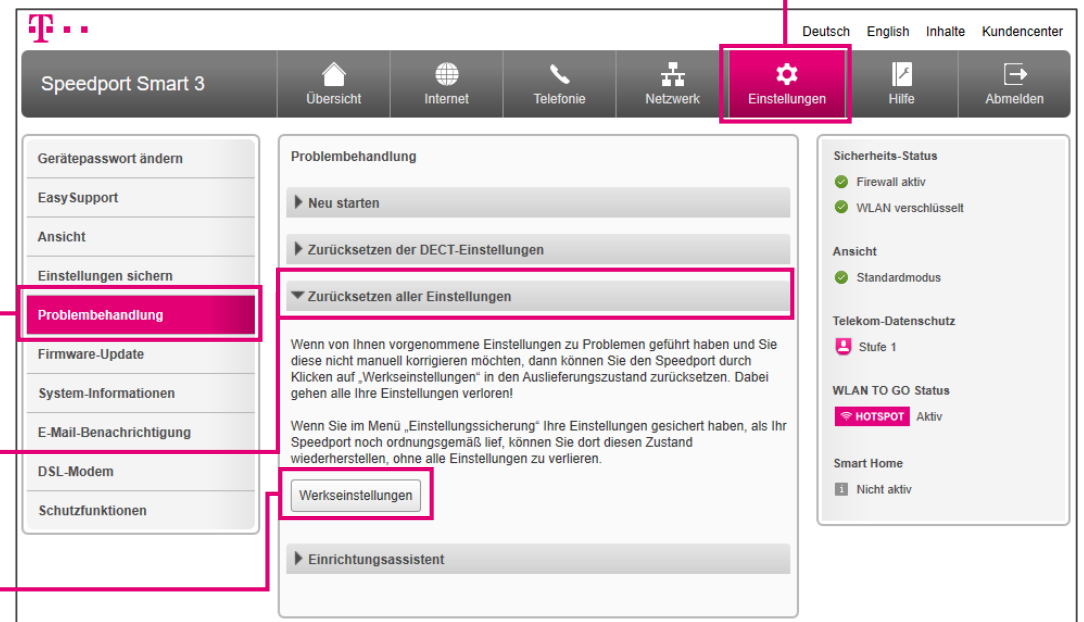 T
Deutsch English Inhalte Kundencenter
Speedport Smart 3
Übersicht
Internet
Telefonie
Netzwerk
Einstellungen
Hilfe
Abmelden
Gerätepasswort ändern
EasySupport
Ansicht
Einstellungen sichern
Problembehandlung
Firmware-Update
System-Informationen
E-Mail-Benachrichtigung
DSL-Modem
Schutzfunktionen
Problembehandlung
Neu starten
Zurücksetzen der DECT-Einstellungen
Zurücksetzen aller Einstellungen
Wenn von Ihnen vorgenommene Einstellungen zu Problemen geführt haben und Sie
diese nicht manuell korrigieren möchten, dann können Sie den Speedport durch
Klicken auf „Werkseinstellungen“ in den Auslieferungszustand zurücksetzen. Dabei
gehen alle Ihre Einstellungen verloren!
Wenn Sie im Menü „Einstellungssicherung“ Ihre Einstellungen gesichert haben, als Ihr
Speedport noch ordnungsgemäß lief, können Sie dort diesen Zustand
wiederherstellen, ohne alle Einstellungen zu verlieren.
Werkseinstellungen
Einrichtungsassistent
Sicherheits-Status
Firewall aktiv
WLAN verschlüsselt
Ansicht
Standardmodus
Telekom-Datenschutz
Stufe 1
WLAN TO GO Status
HOTSPOT Aktiv
Smart Home
i Nicht aktiv